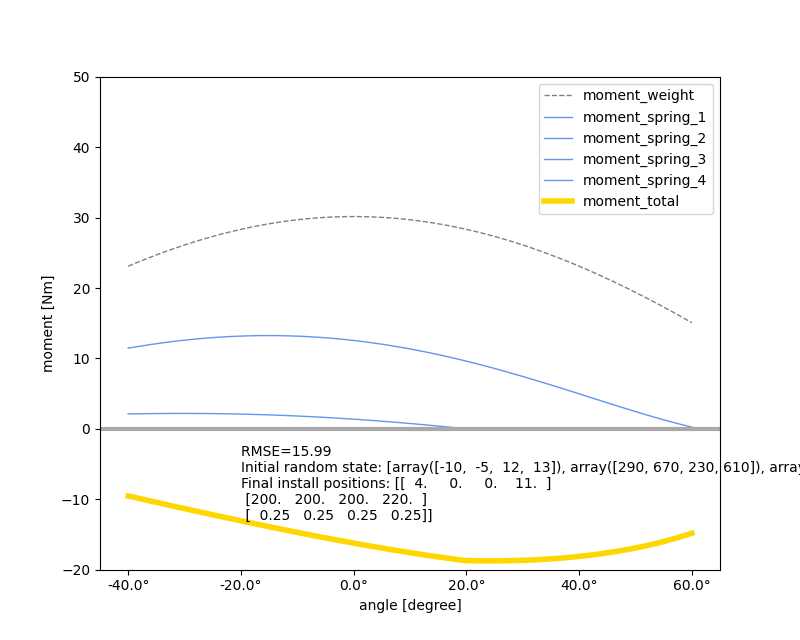 50
40
30
20
10
0
−10
−20
moment [Nm]
moment_weight
moment_spring_1
moment_spring_2
moment_spring_3
moment_spring_4
moment_total
RMSE=15.99
Initial random state: [array([-10,  -5,  12,  13]), array([290, 670, 230, 610]), array
Final install positions: [[  4.     0.     0.    11.  ]
[200.   200.   200.   220.  ]
[  0.25   0.25   0.25   0.25]]
-40.0° -20.0° 0.0° 20.0° 40.0° 60.0°
angle [degree]